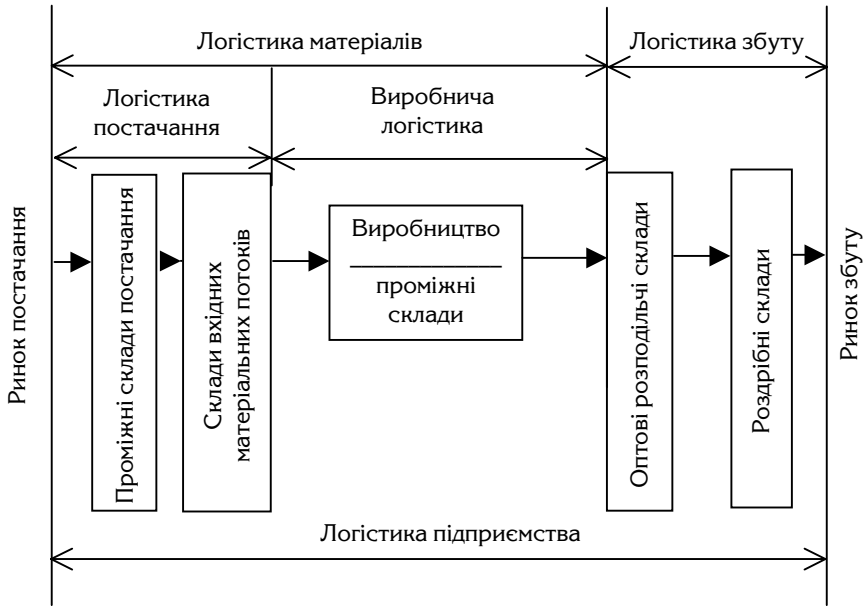 Логістика матеріалів
Логістика збуту
Логістика
постачання
Виробнича
логістика
Ринок постачання
Проміжні склади постачання
Склади вхідних
матеріальних потоків
Виробництво
проміжні
склади
Оптові розподільчі склади
Роздрібні склади
Ринок збуту
Логістика підприємства